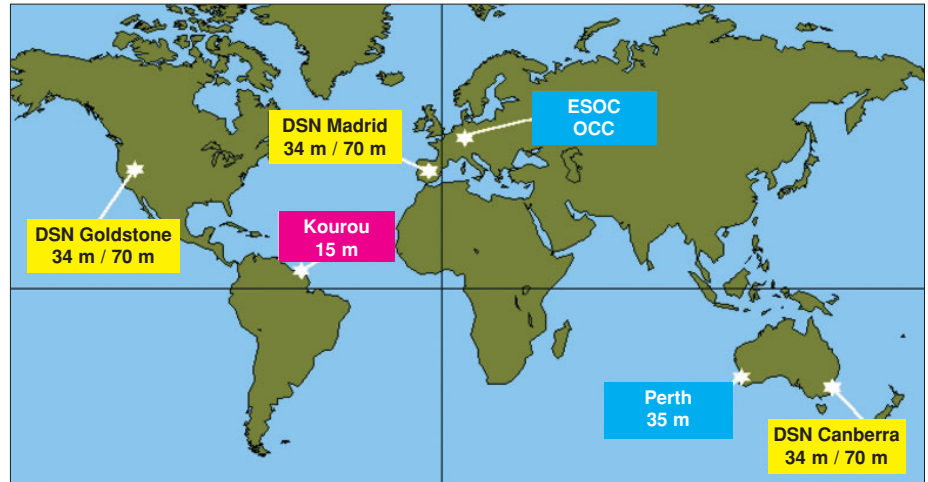 ESOC
OCC
DSN Madrid
34 m / 70 m
DSN Goldstone
34 m / 70 m
Kourou
15 m
Perth
35 m
DSN Canberra
34 m / 70 m